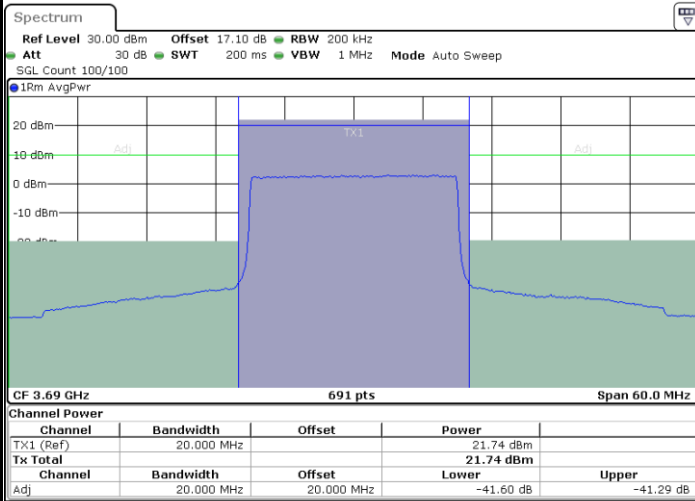 Spectrum
Ref Level 30.00 dBm Offset 17.10 dB RBW 200 kHz
Att 30 dB SWT 200 ms VBW 1 MHz Mode Auto Sweep
SGL Count 100/100
1Rm AvgPwr
20 dBm
TX1
Adj Adj
10 dBm
0 dBm
-10 dBm
-20 dBm
CF 3.69 GHz 691 pts Span 60.0 MHz
Channel Power
Channel Bandwidth Offset Power
TX1 (Ref) 20.000 MHz 21.74 dBm
Tx Total 21.74 dBm
Channel Bandwidth Offset Lower Upper
Adj 20.000 MHz 20.000 MHz -41.60 dB -41.29 dB